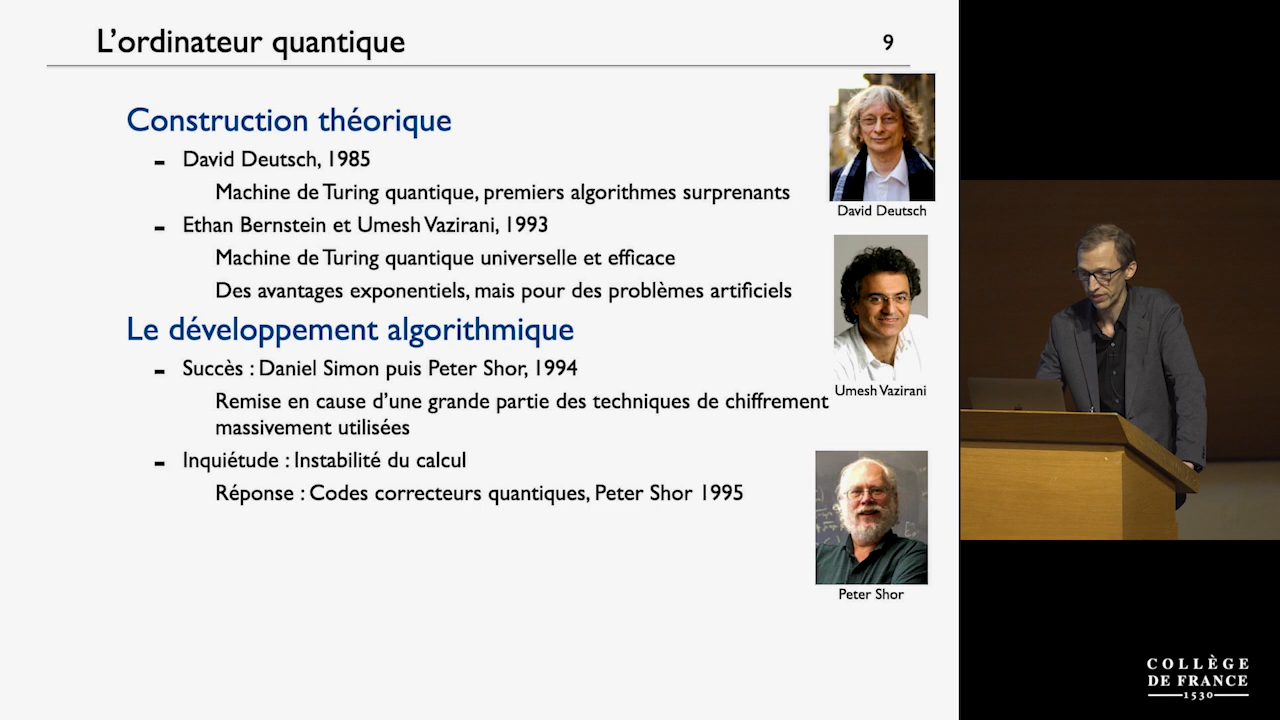 L'ordinateur quantique
9
Construction théorique
- David Deutsch, 1985
Machine de Turing quantique, premiers algorithmes surprenants
- Ethan Bernstein et Umesh Vazirani, 1993
Machine de Turing quantique universelle et efficace
Des avantages exponentiels, mais pour des problèmes artificiels
Le développement algorithmique
- Succès : Daniel Simon puis Peter Shor, 1994
Remise en cause d'une grande partie des techniques de chiffrement
massivement utilisées
- Inquiétude : Instabilité du calcul
Réponse : Codes correcteurs quantiques, Peter Shor 1995
David Deutsch
Umesh Vazirani
Peter Shor
COLLÈGE
DE FRANCE
1530